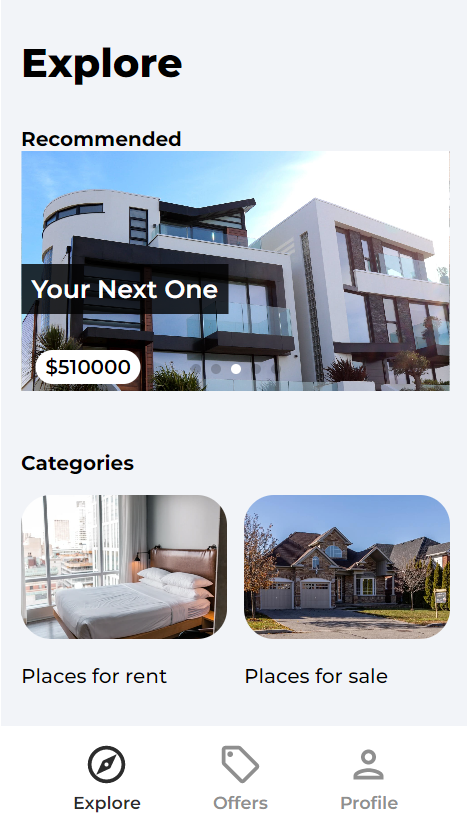 Explore
Recommended
Your Next One
$510000
Categories
Places for rent
Places for sale
Explore
Offers
Profile